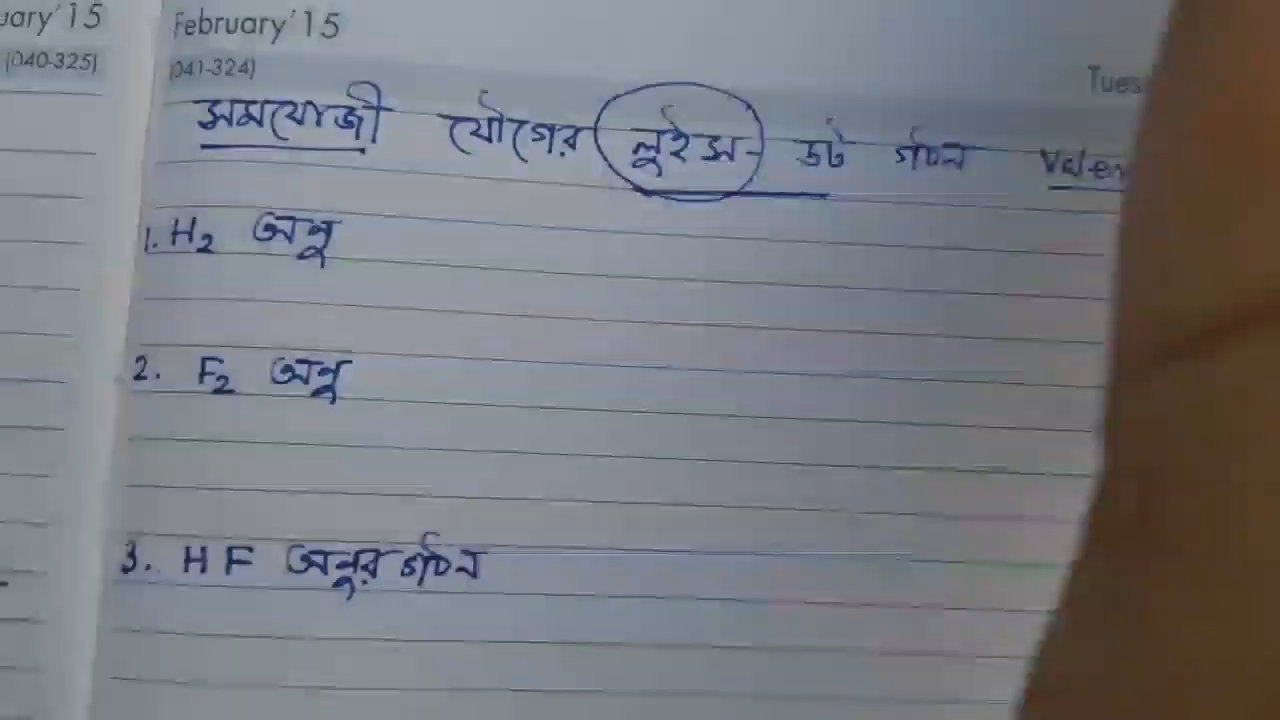 uary'15
(040-325)
February'15
(041-324)
Tues
সমযোজী যৌগের লুইস- ডট গঠন Valen
1. H₂ অনু
2. F₂ অনু
3. HF অনুর গঠন